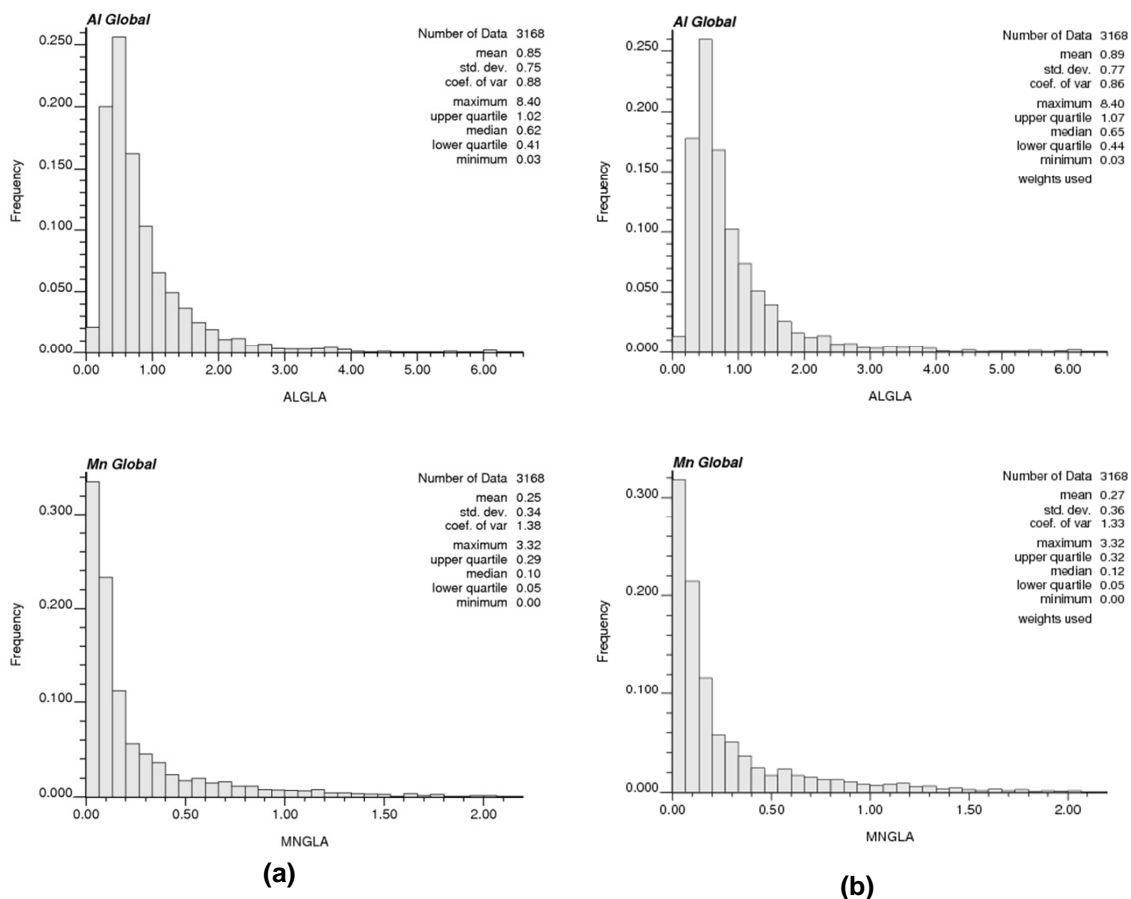 Al Global
Number of Data 3168
mean 0.85
std. dev. 0.75
coef. of var 0.88
maximum 8.40
upper quartile 1.02
median 0.62
lower quartile 0.41
minimum 0.03
Frequency
0.250
0.200
0.150
0.100
0.050
0.000
0.00 1.00 2.00 3.00 4.00 5.00 6.00
ALGLA
Al Global
Number of Data 3168
mean 0.89
std. dev. 0.77
coef. of var 0.86
maximum 8.40
upper quartile 1.07
median 0.65
lower quartile 0.44
minimum 0.03
weights used
Frequency
0.250
0.200
0.150
0.100
0.050
0.000
0.00 1.00 2.00 3.00 4.00 5.00 6.00
ALGLA
Mn Global
Number of Data 3168
mean 0.25
std. dev. 0.34
coef. of var 1.38
maximum 3.32
upper quartile 0.29
median 0.10
lower quartile 0.05
minimum 0.00
Frequency
0.300
0.200
0.100
0.000
0.00 0.50 1.00 1.50 2.00
MNGLA
(a)
Mn Global
Number of Data 3168
mean 0.27
std. dev. 0.36
coef. of var 1.33
maximum 3.32
upper quartile 0.32
median 0.12
lower quartile 0.05
minimum 0.00
weights used
Frequency
0.300
0.200
0.100
0.000
0.00 0.50 1.00 1.50 2.00
MNGLA
(b)